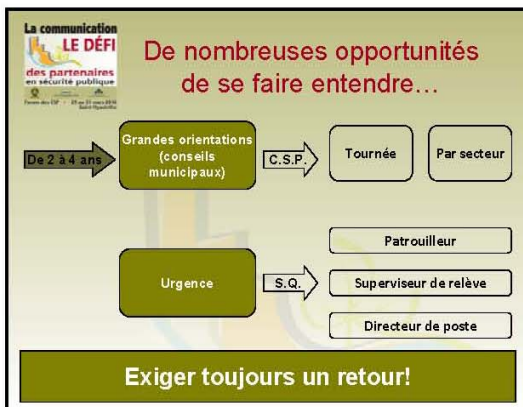 La communication
LE DÉFI
des partenaires
en sécurité publique
De nombreuses opportunités
de se faire entendre…
De 2 à 4 ans
Grandes orientations
(conseils
municipaux)
C.S.P.
Tournée
Par secteur
Urgence
S.Q.
Patrouilleur
Superviseur de relève
Directeur de poste
Exiger toujours un retour!